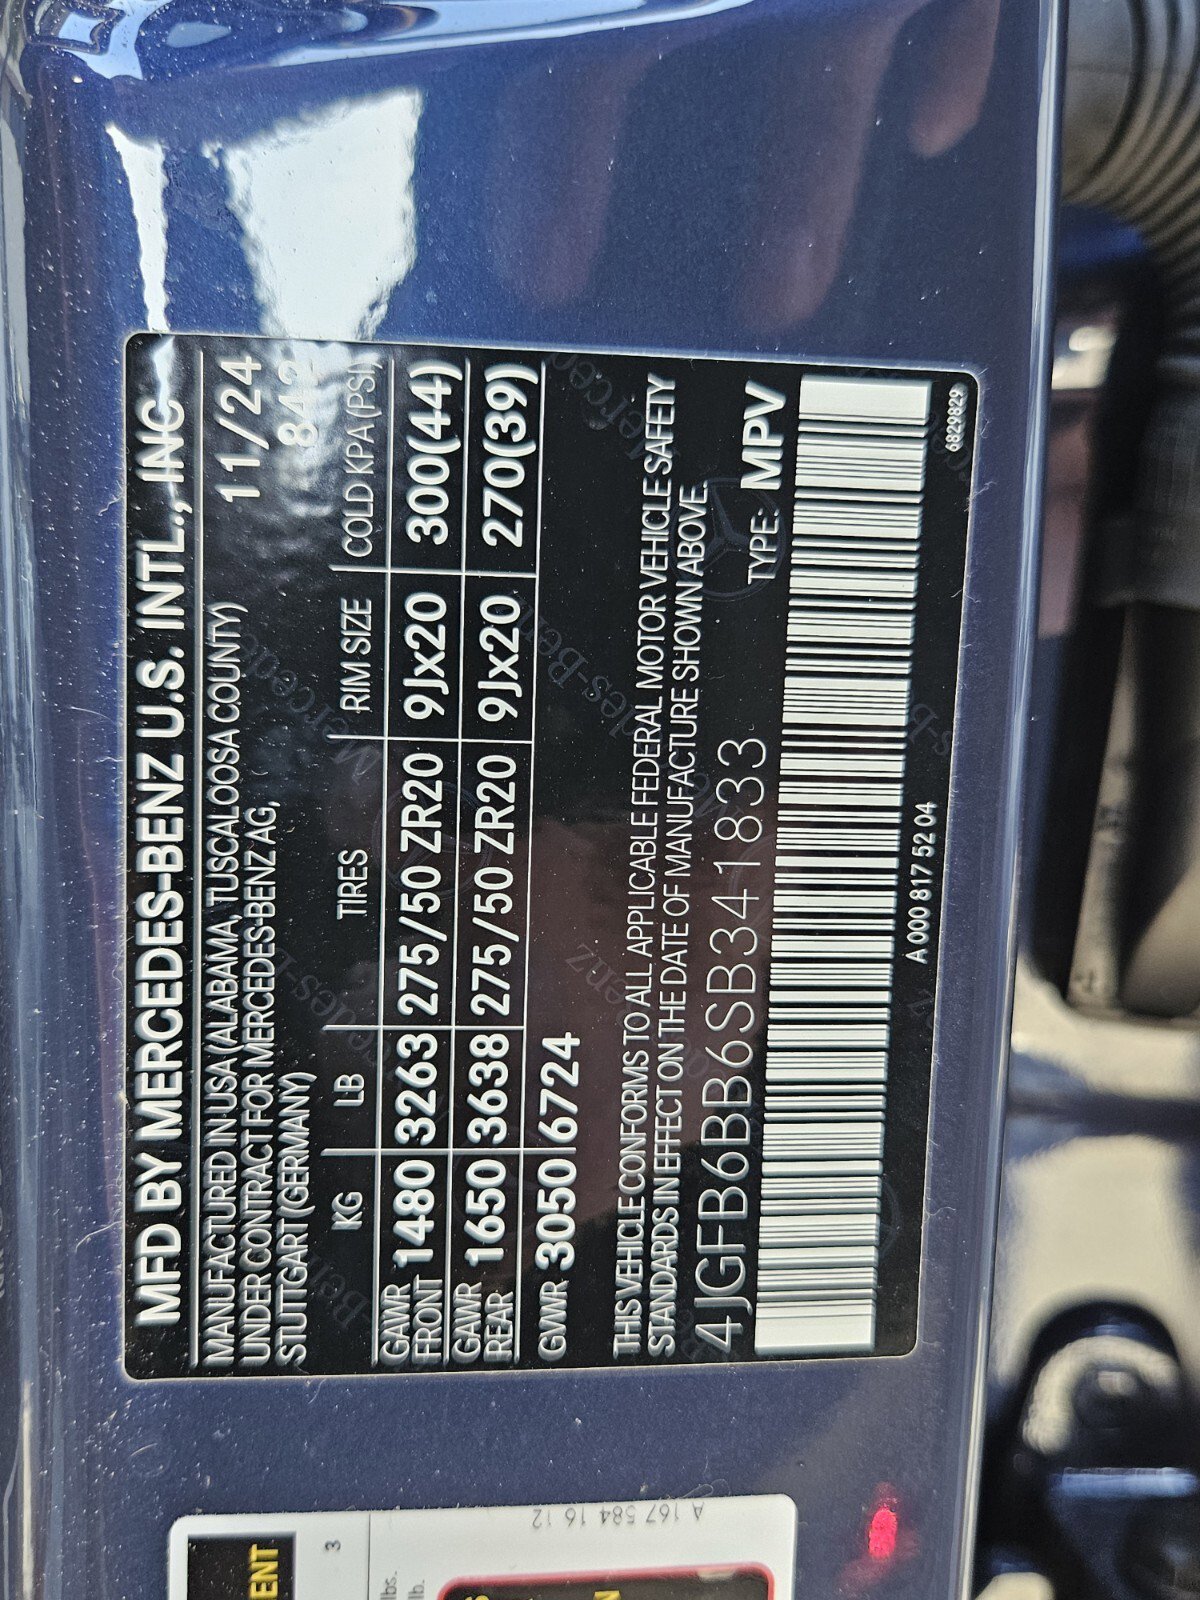 MFD BY MERCEDES-BENZ U.S. INTL., INC
MANUFACTURED IN USA (ALABAMA, TUSCALOOSA COUNTY) 11/24
UNDER CONTRACT FOR MERCEDES-BENZ AG,
STUTTGART (GERMANY)
KG LB TIRES RIM SIZE COLD KPA (PSI)
GAWR FRONT 1480 3263 275/50 ZR20 9Jx20 300(44)
GAWR REAR 1650 3638 275/50 ZR20 9Jx20 270(39)
GVWR 3050 6724
THIS VEHICLE CONFORMS TO ALL APPLICABLE FEDERAL MOTOR VEHICLE SAFETY
STANDARDS IN EFFECT ON THE DATE OF MANUFACTURE SHOWN ABOVE.
4JGFB6BB6SB341833 TYPE: MPV
A 000 817 52 04
6829829
A 167 584 16 12
3
lbs.
lb.